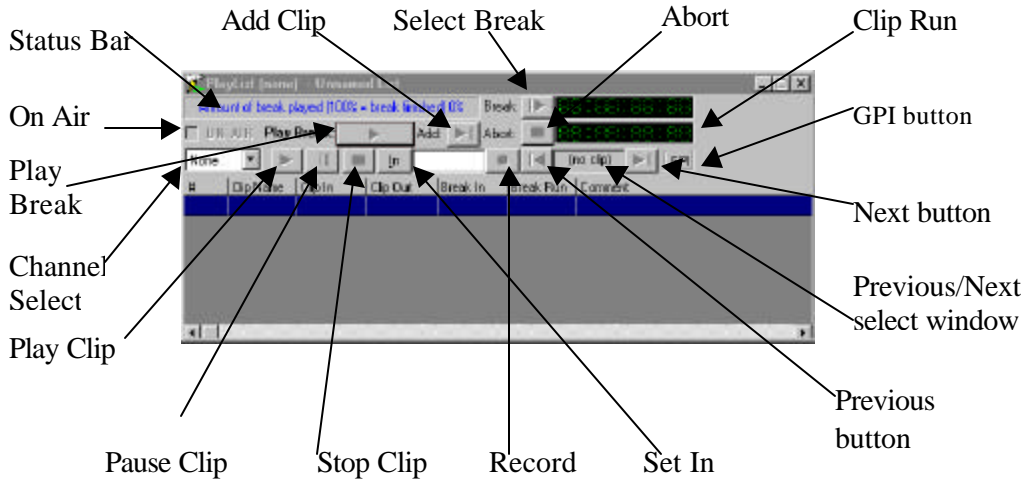 Add Clip
Select Break
Abort
Clip Run
Status Bar
PlayList (none) - Unnamed List
Amount of break played (100% = break finished) 0%
Break:
On Air
ON AIR
Play Break:
Add:
Abort:
GPI button
None
In
(no clip)
GPI
Play
Break
# Clip Name Clip In Clip Out Break In Break Run Comment
Next button
Channel
Select
Previous/Next
select window
Play Clip
Previous
button
Pause Clip
Stop Clip
Record
Set In